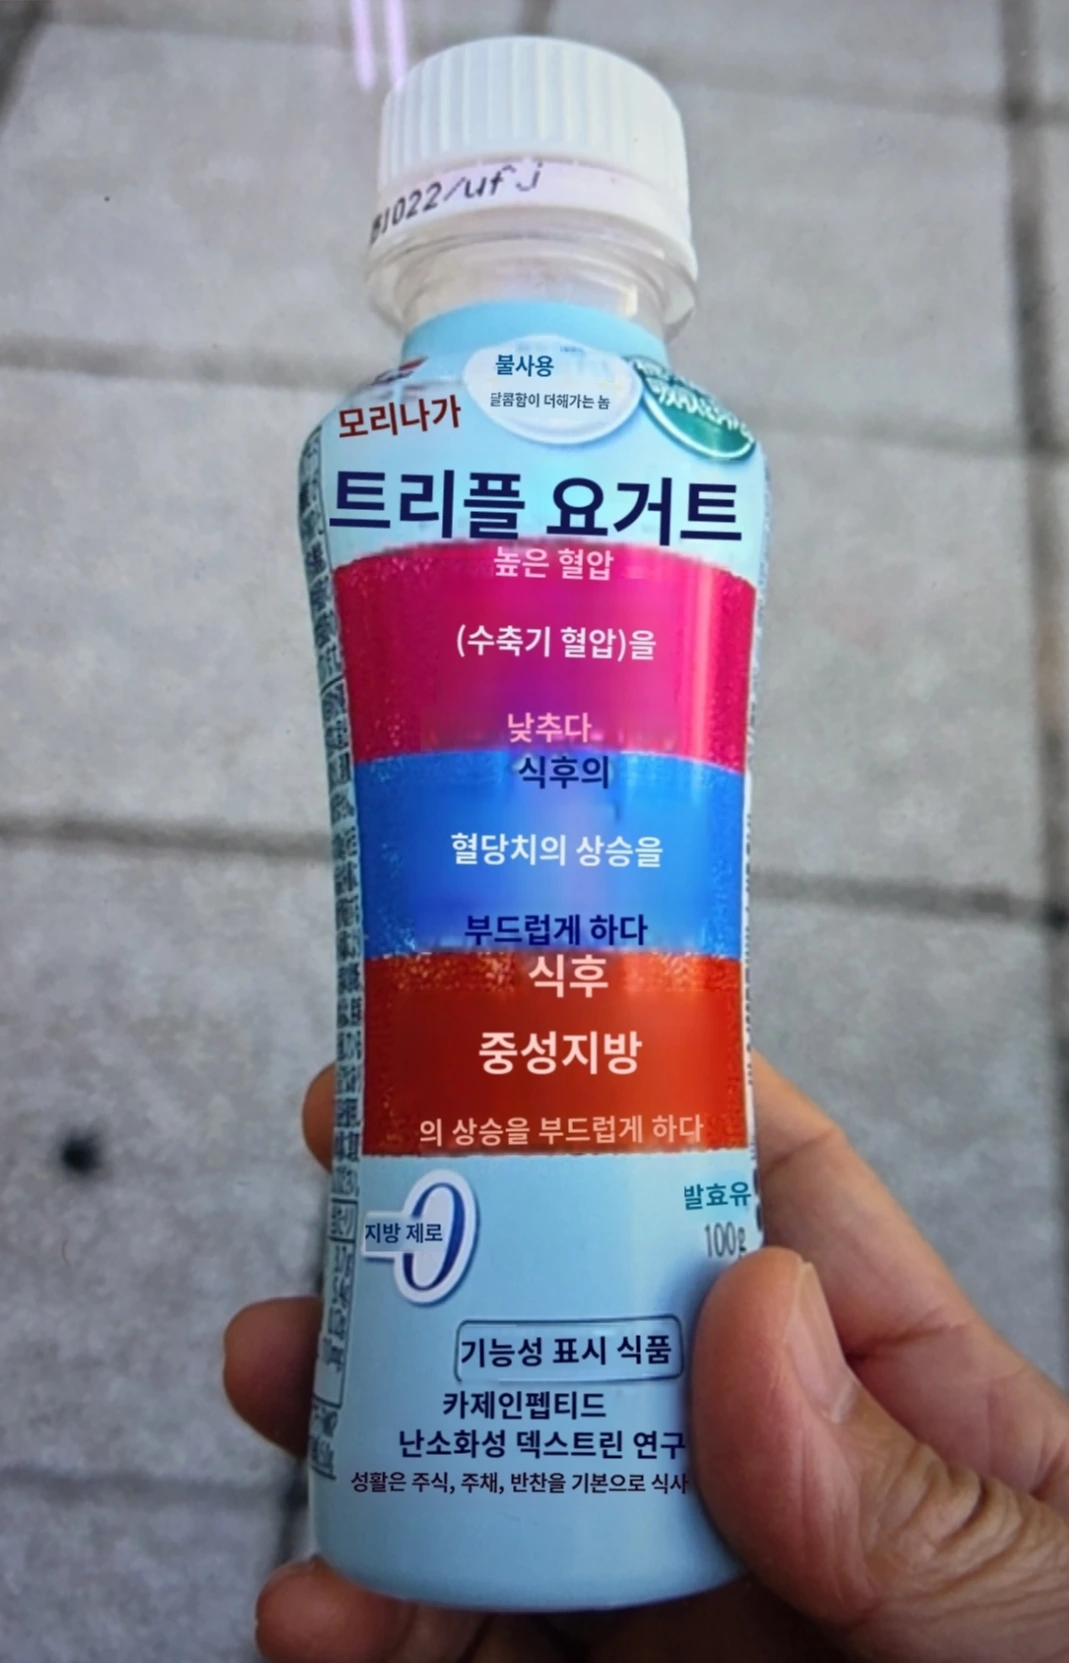 022/ufj
불사용
달콤함이 더해가는 놈
모리나가
트리플 요거트
높은 혈압
(수축기 혈압)을
낮추다
식후의
혈당치의 상승을
부드럽게 하다
식후
중성지방
의 상승을 부드럽게 하다
지방 제로
0
발효유
100g
기능성 표시 식품
카제인펩티드
난소화성 덱스트린 연구
성활은 주식, 주채, 반찬을 기본으로 식사